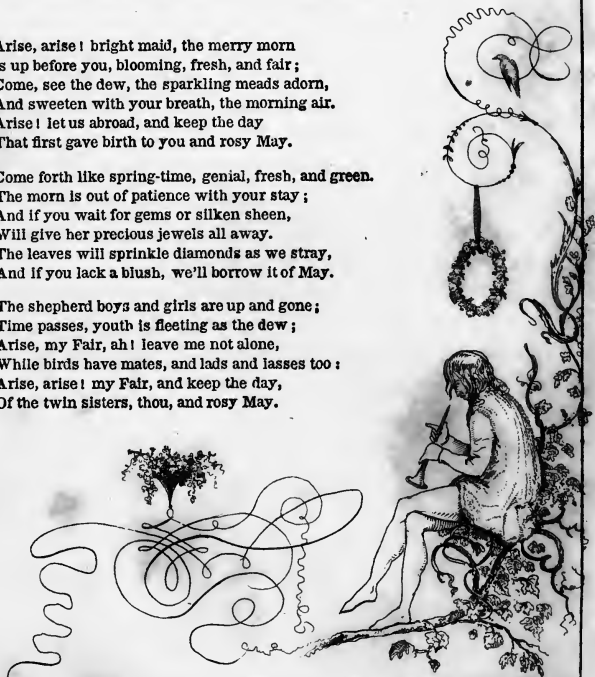 Arise, arise! bright maid, the merry morn
Is up before you, blooming, fresh, and fair;
Come, see the dew, the sparkling meads adorn,
And sweeten with your breath, the morning air.
Arise! let us abroad, and keep the day
That first gave birth to you and rosy May.
Come forth like spring-time, genial, fresh, and green.
The morn is out of patience with your stay;
And if you wait for gems or silken sheen,
Will give her precious jewels all away.
The leaves will sprinkle diamonds as we stray,
And if you lack a blush, we'll borrow it of May.
The shepherd boys and girls are up and gone;
Time passes, youth is fleeting as the dew;
Arise, my Fair, ah! leave me not alone,
While birds have mates, and lads and lasses too:
Arise, arise! my Fair, and keep the day,
Of the twin sisters, thou, and rosy May.